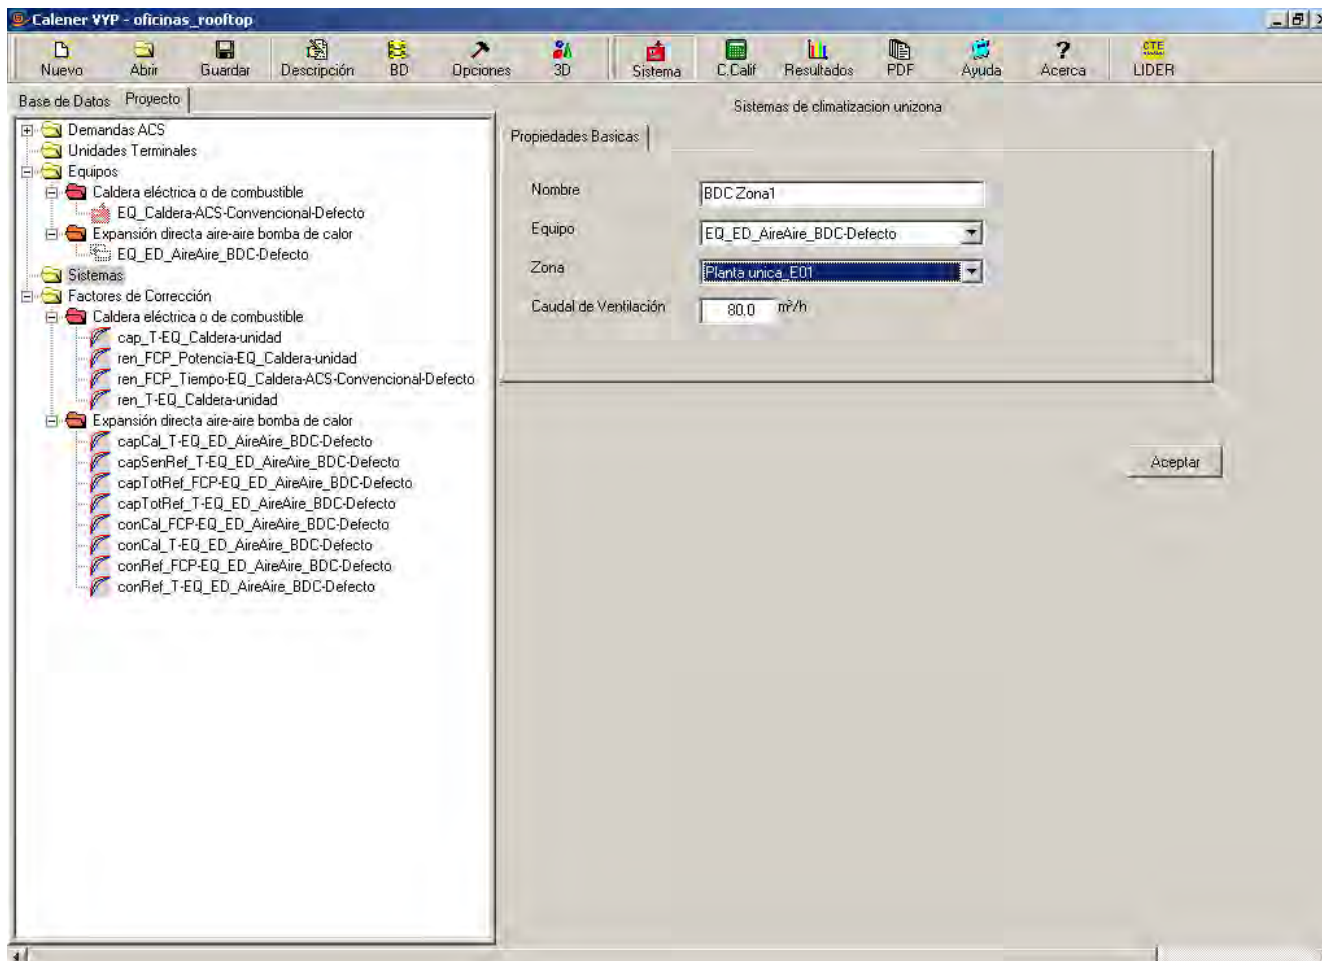 Calener VYP - oficinas_rooftop
Nuevo Abrir Guardar Descripción BD Opciones 3D Sistema C.Calif Resultados PDF Ayuda Acerca LIDER
CTE
Base de Datos Proyecto
Demandas ACS
Unidades Terminales
Equipos
Caldera eléctrica o de combustible
EQ_Caldera-ACS-Convencional-Defecto
Expansión directa aire-aire bomba de calor
EQ_ED_AireAire_BDC-Defecto
Sistemas
Factores de Corrección
Caldera eléctrica o de combustible
cap_T-EQ_Caldera-unidad
ren_FCP_Potencia-EQ_Caldera-unidad
ren_FCP_Tiempo-EQ_Caldera-ACS-Convencional-Defecto
ren_T-EQ_Caldera-unidad
Expansión directa aire-aire bomba de calor
capCal_T-EQ_ED_AireAire_BDC-Defecto
capSenRef_T-EQ_ED_AireAire_BDC-Defecto
capTotRef_FCP-EQ_ED_AireAire_BDC-Defecto
capTotRef_T-EQ_ED_AireAire_BDC-Defecto
conCal_FCP-EQ_ED_AireAire_BDC-Defecto
conCal_T-EQ_ED_AireAire_BDC-Defecto
conRef_FCP-EQ_ED_AireAire_BDC-Defecto
conRef_T-EQ_ED_AireAire_BDC-Defecto
Sistemas de climatizacion unizona
Propiedades Basicas
Nombre BDC Zona1
Equipo EQ_ED_AireAire_BDC-Defecto
Zona Planta unica_E01
Caudal de Ventilación 80,0 m³/h
Aceptar